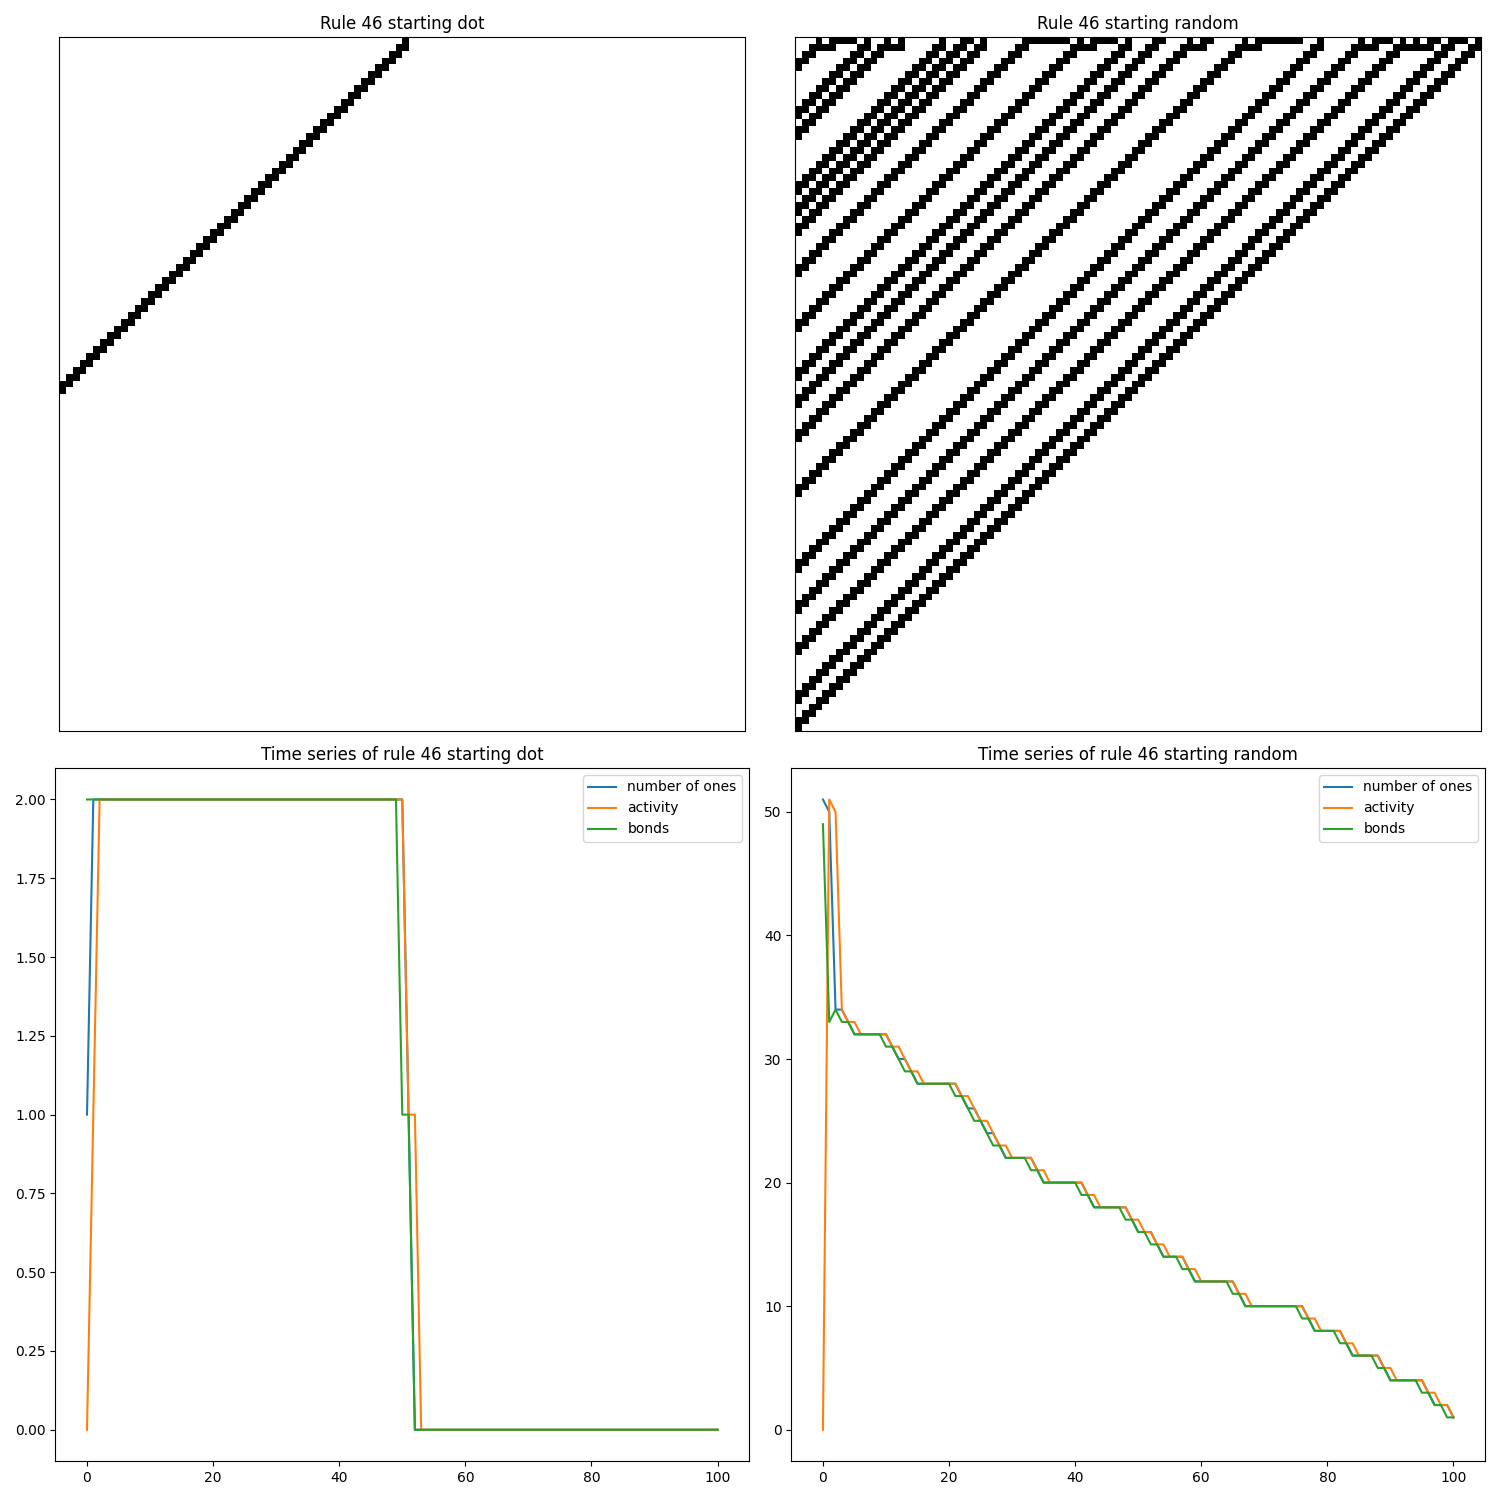 Rule 46 starting dot
Rule 46 starting random
Time series of rule 46 starting dot
2.00
1.75
1.50
1.25
1.00
0.75
0.50
0.25
0.00
0 20 40 60 80 100
number of ones
activity
bonds
Time series of rule 46 starting random
50
40
30
20
10
0
0 20 40 60 80 100
number of ones
activity
bonds